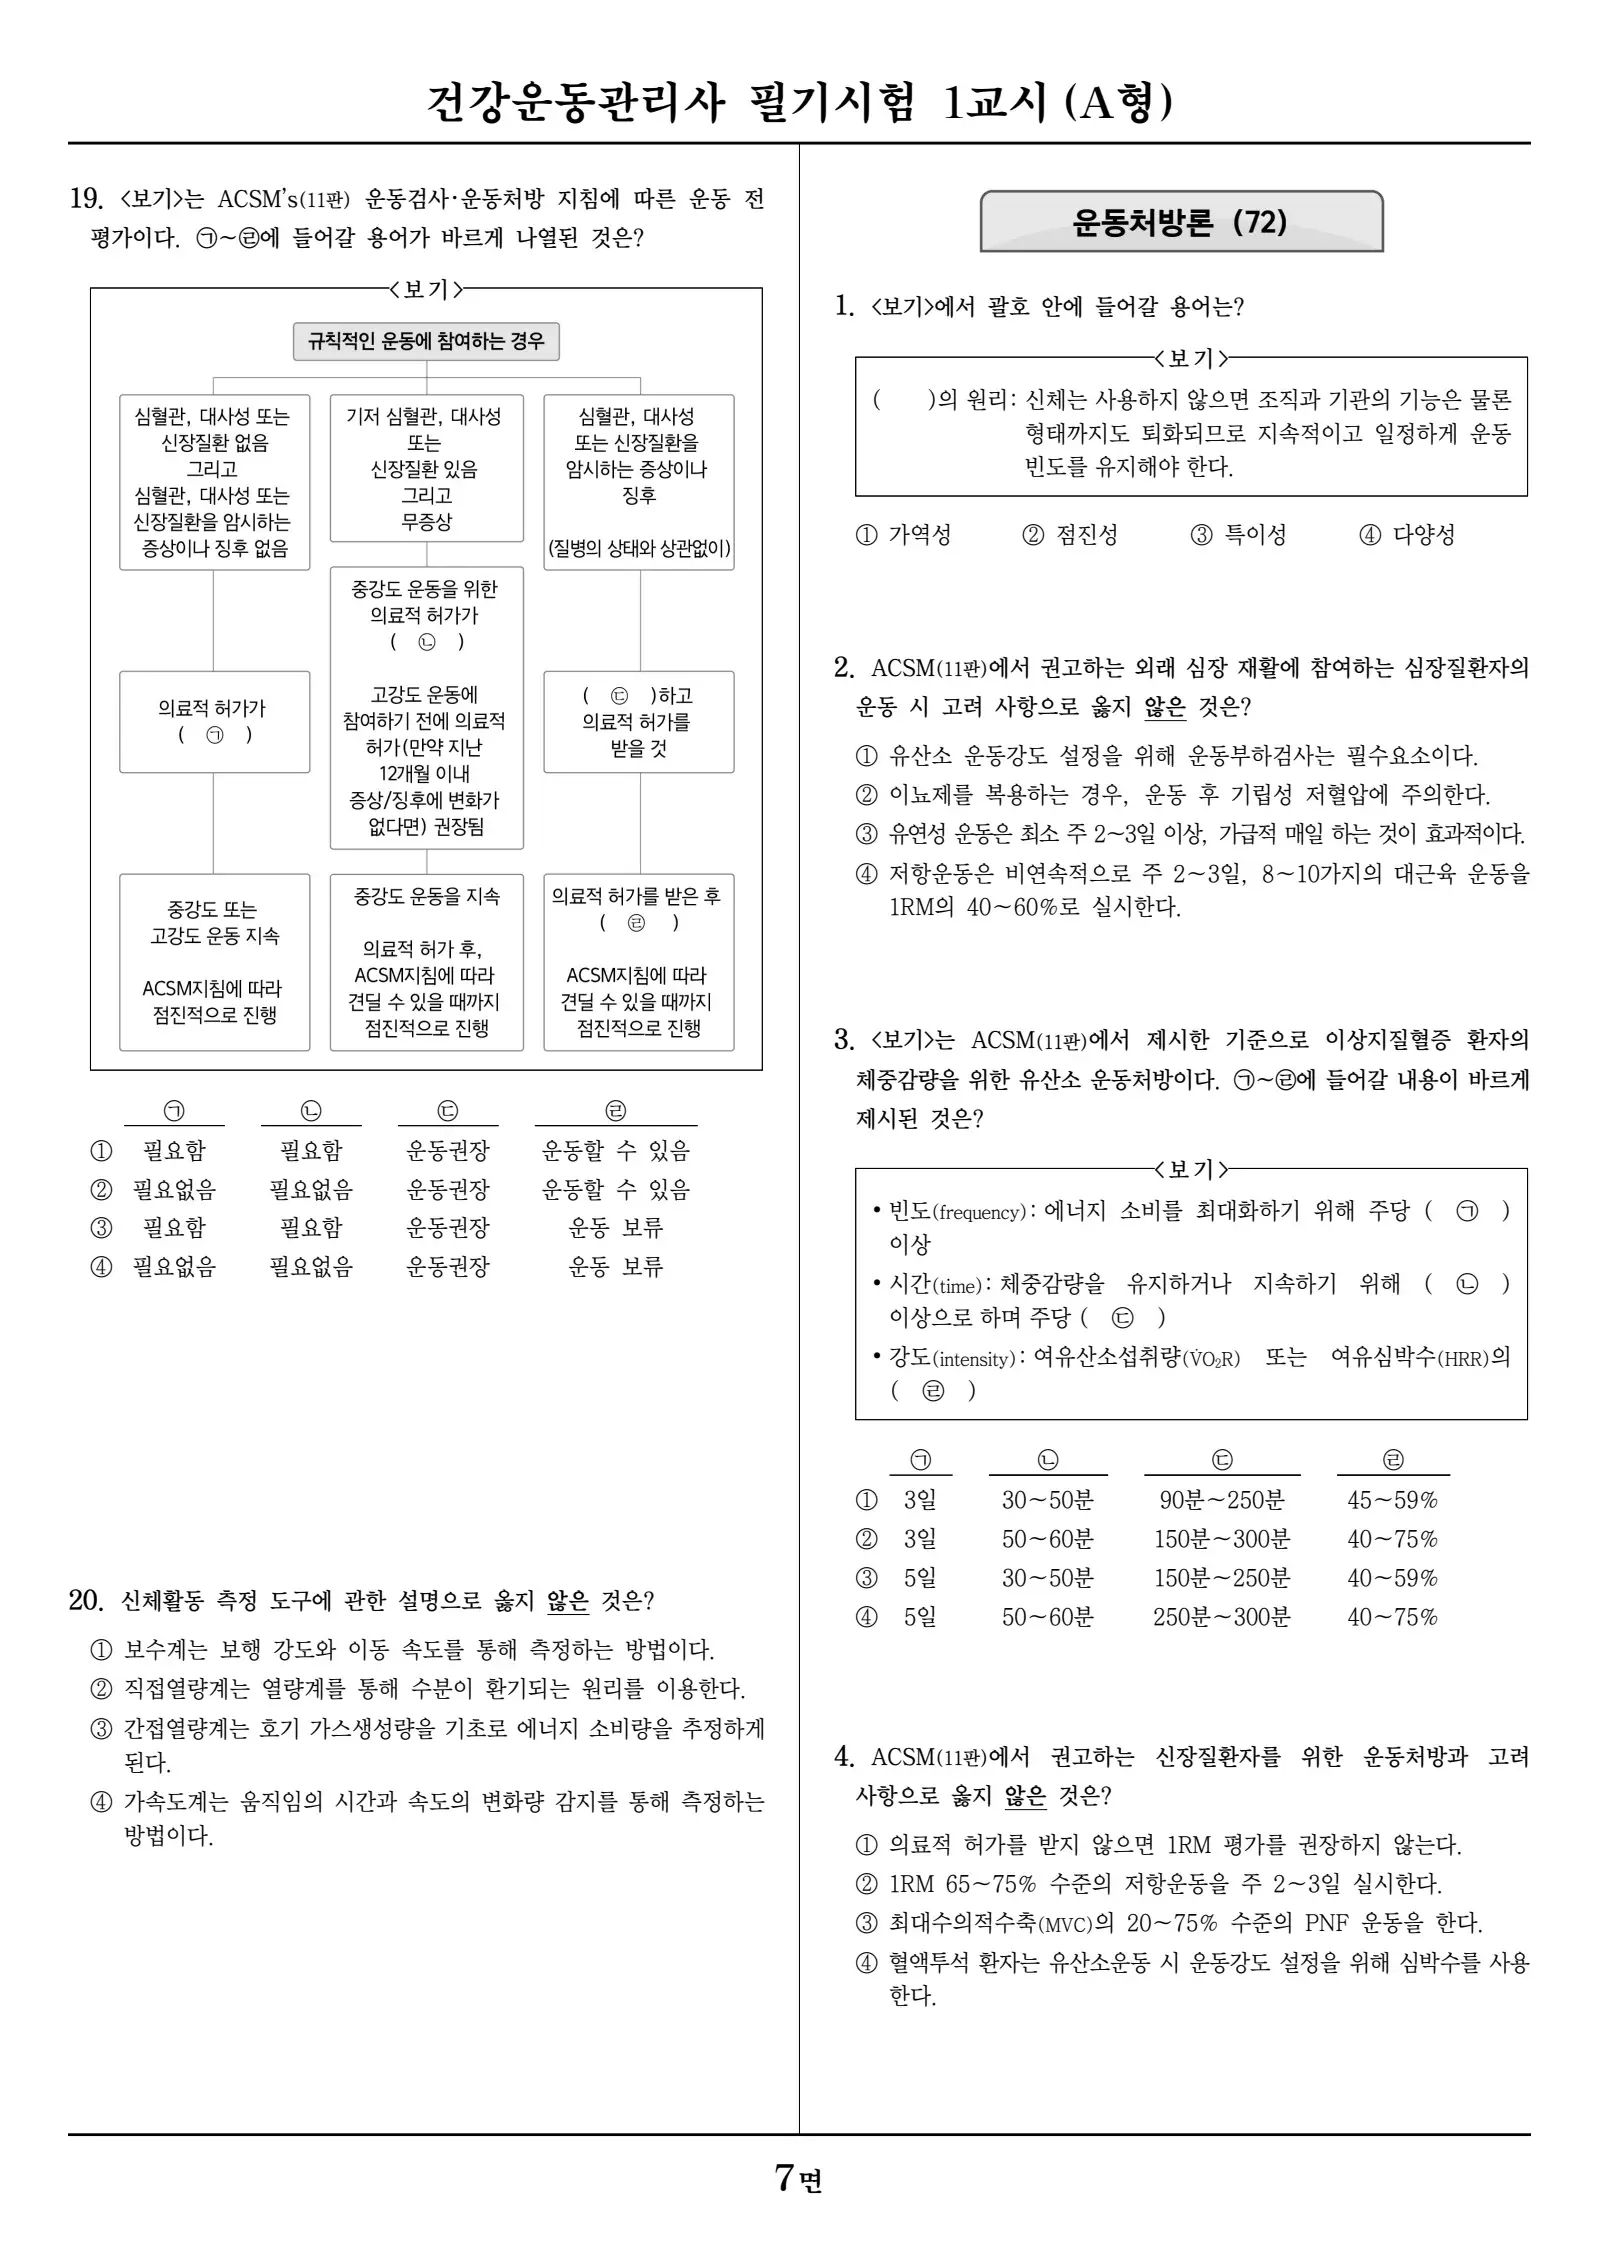 건강운동관리사 필기시험 1교시 (A형)
19. <보기>는 ACSM's(11판) 운동검사·운동처방 지침에 따른 운동 전
평가이다. ㉠~㉣에 들어갈 용어가 바르게 나열된 것은?
<보기>
규칙적인 운동에 참여하는 경우
심혈관, 대사성 또는
신장질환 없음
그리고
심혈관, 대사성 또는
신장질환을 암시하는
증상이나 징후 없음
의료적 허가가
( ㉠ )
중강도 또는
고강도 운동 지속
ACSM지침에 따라
점진적으로 진행
기저 심혈관, 대사성
또는
신장질환 있음
그리고
무증상
중강도 운동을 위한
의료적 허가가
( ㉡ )
고강도 운동에
참여하기 전에 의료적
허가(만약 지난
12개월 이내
증상/징후에 변화가
없다면) 권장됨
중강도 운동을 지속
의료적 허가 후,
ACSM지침에 따라
견딜 수 있을 때까지
점진적으로 진행
심혈관, 대사성
또는 신장질환을
암시하는 증상이나
징후
(질병의 상태와 상관없이)
( ㉢ )하고
의료적 허가를
받을 것
의료적 허가를 받은 후
( ㉣ )
ACSM지침에 따라
견딜 수 있을 때까지
점진적으로 진행
㉠ ㉡ ㉢ ㉣
① 필요함 필요함 운동권장 운동할 수 있음
② 필요없음 필요없음 운동권장 운동할 수 있음
③ 필요함 필요함 운동권장 운동 보류
④ 필요없음 필요없음 운동권장 운동 보류
20. 신체활동 측정 도구에 관한 설명으로 옳지 않은 것은?
① 보수계는 보행 강도와 이동 속도를 통해 측정하는 방법이다.
② 직접열량계는 열량계를 통해 수분이 환기되는 원리를 이용한다.
③ 간접열량계는 호기 가스생성량을 기초로 에너지 소비량을 추정하게
된다.
④ 가속도계는 움직임의 시간과 속도의 변화량 감지를 통해 측정하는
방법이다.
운동처방론 (72)
1. <보기>에서 괄호 안에 들어갈 용어는?
<보기>
( )의 원리: 신체는 사용하지 않으면 조직과 기관의 기능은 물론
형태까지도 퇴화되므로 지속적이고 일정하게 운동
빈도를 유지해야 한다.
① 가역성 ② 점진성 ③ 특이성 ④ 다양성
2. ACSM(11판)에서 권고하는 외래 심장 재활에 참여하는 심장질환자의
운동 시 고려 사항으로 옳지 않은 것은?
① 유산소 운동강도 설정을 위해 운동부하검사는 필수요소이다.
② 이뇨제를 복용하는 경우, 운동 후 기립성 저혈압에 주의한다.
③ 유연성 운동은 최소 주 2~3일 이상, 가급적 매일 하는 것이 효과적이다.
④ 저항운동은 비연속적으로 주 2~3일, 8~10가지의 대근육 운동을
1RM의 40~60%로 실시한다.
3. <보기>는 ACSM(11판)에서 제시한 기준으로 이상지질혈증 환자의
체중감량을 위한 유산소 운동처방이다. ㉠~㉣에 들어갈 내용이 바르게
제시된 것은?
<보기>
• 빈도(frequency): 에너지 소비를 최대화하기 위해 주당 ( ㉠ )
이상
• 시간(time): 체중감량을 유지하거나 지속하기 위해 ( ㉡ )
이상으로 하며 주당 ( ㉢ )
• 강도(intensity): 여유산소섭취량(V̇O₂R) 또는 여유심박수(HRR)의
( ㉣ )
㉠ ㉡ ㉢ ㉣
① 3일 30~50분 90분~250분 45~59%
② 3일 50~60분 150분~300분 40~75%
③ 5일 30~50분 150분~250분 40~59%
④ 5일 50~60분 250분~300분 40~75%
4. ACSM(11판)에서 권고하는 신장질환자를 위한 운동처방과 고려
사항으로 옳지 않은 것은?
① 의료적 허가를 받지 않으면 1RM 평가를 권장하지 않는다.
② 1RM 65~75% 수준의 저항운동을 주 2~3일 실시한다.
③ 최대수의적수축(MVC)의 20~75% 수준의 PNF 운동을 한다.
④ 혈액투석 환자는 유산소운동 시 운동강도 설정을 위해 심박수를 사용
한다.
7면